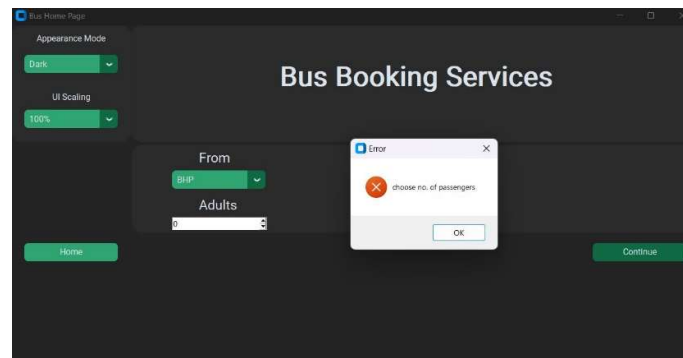 Bus Home Page
Appearance Mode
Dark
UI Scaling
100%
Bus Booking Services
From
BHP
Adults
0
Error
choose no. of passengers
OK
Home
Continue